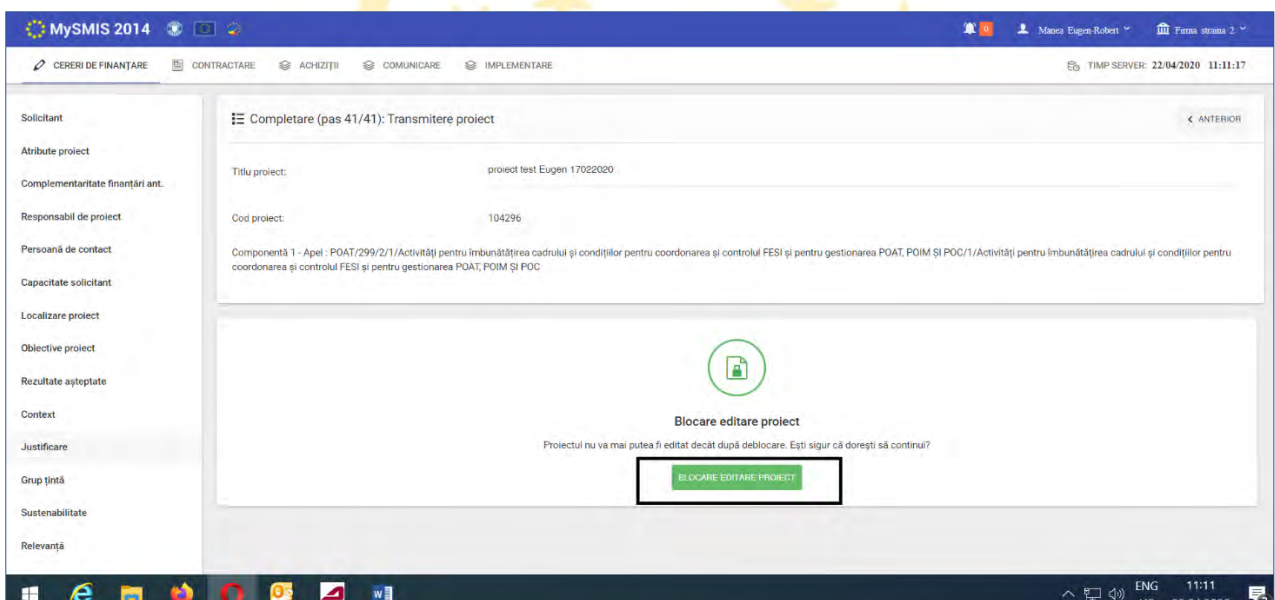 MySMIS 2014
0
Manea Eugen-Robert
Firma straina 2
CERERI DE FINANȚARE
CONTRACTARE
ACHIZIȚII
COMUNICARE
IMPLEMENTARE
TIMP SERVER: 22/04/2020 11:11:17
Solicitant
Atribute proiect
Complementaritate finanțări ant.
Responsabil de proiect
Persoană de contact
Capacitate solicitant
Localizare proiect
Obiective proiect
Rezultate așteptate
Context
Justificare
Grup țintă
Sustenabilitate
Relevanță
Completare (pas 41/41): Transmitere proiect
ANTERIOR
Titlu proiect: proiect test Eugen 17022020
Cod proiect: 104296
Componentă 1 - Apel : POAT/299/2/1/Activități pentru îmbunătățirea cadrului și condițiilor pentru coordonarea și controlul FESI și pentru gestionarea POAT, POIM ȘI POC/1/Activități pentru îmbunătățirea cadrului și condițiilor pentru
coordonarea și controlul FESI și pentru gestionarea POAT, POIM ȘI POC
Blocare editare proiect
Proiectul nu va mai putea fi editat decât după deblocare. Ești sigur că dorești să continui?
BLOCARE EDITARE PROIECT
ENG
11:11